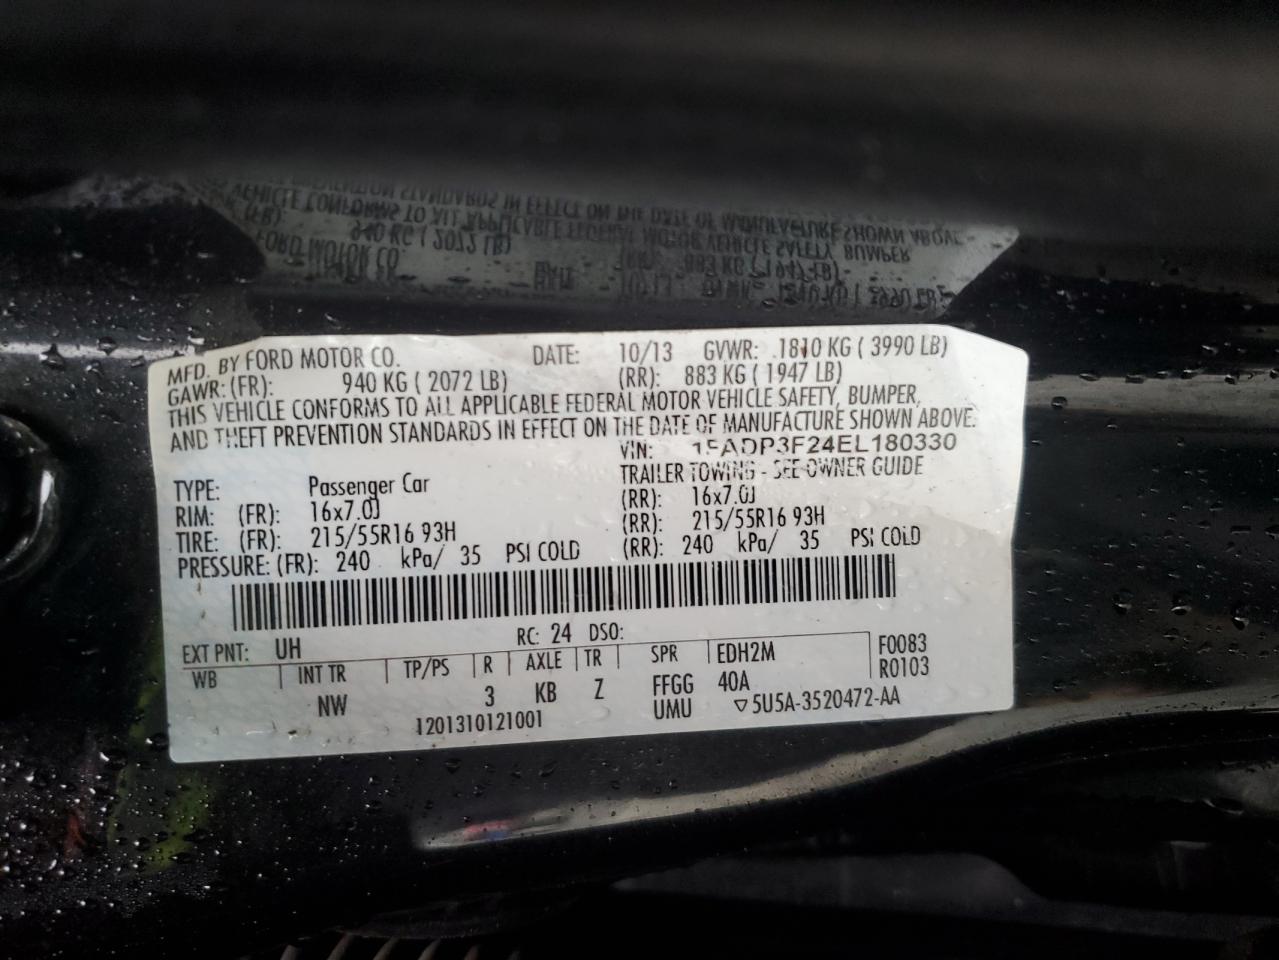 MFD. BY FORD MOTOR CO. DATE: 10/13 GVWR: 1810 KG ( 3990 LB)
GAWR: (FR): 940 KG ( 2072 LB) (RR): 883 KG ( 1947 LB)
THIS VEHICLE CONFORMS TO ALL APPLICABLE FEDERAL MOTOR VEHICLE SAFETY, BUMPER,
AND THEFT PREVENTION STANDARDS IN EFFECT ON THE DATE OF MANUFACTURE SHOWN ABOVE.
VIN: 1FADP3F24EL180330
TYPE: Passenger Car TRAILER TOWING - SEE OWNER GUIDE
RIM: (FR): 16x7.0J (RR): 16x7.0J
TIRE: (FR): 215/55R16 93H (RR): 215/55R16 93H
PRESSURE: (FR): 240 kPa/ 35 PSI COLD (RR): 240 kPa/ 35 PSI COLD
EXT PNT: UH RC: 24 DSO: F0083
WB INT TR TP/PS R AXLE TR SPR EDH2M R0103
NW 3 KB Z FFGG 40A
1201310121001 UMU ▽5U5A-3520472-AA